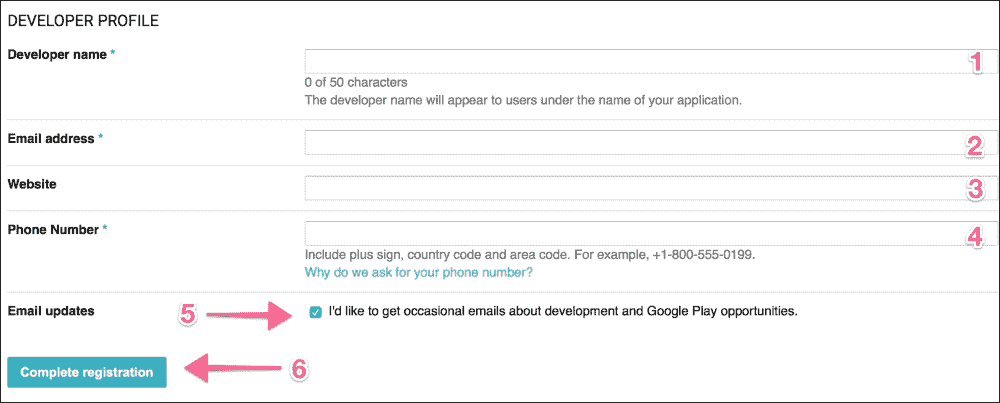 DEVELOPER PROFILE
Developer name *
1
0 of 50 characters
The developer name will appear to users under the name of your application.
Email address *
2
Website
3
Phone Number *
4
Include plus sign, country code and area code. For example, +1-800-555-0199.
Why do we ask for your phone number?
Email updates
5
I'd like to get occasional emails about development and Google Play opportunities.
Complete registration
6